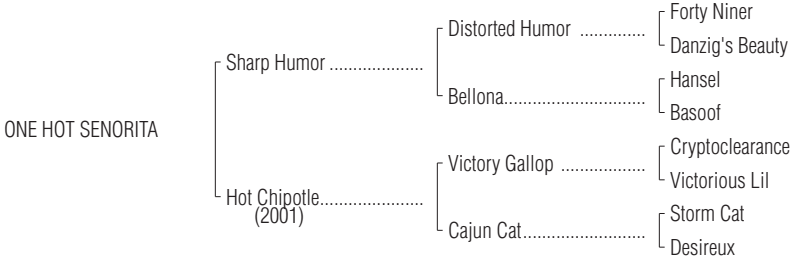 Forty Niner
Distorted Humor ..............
Danzig's Beauty
Sharp Humor ....................
Hansel
Bellona..............................
Basoof
ONE HOT SENORITA
Cryptoclearance
Victory Gallop ..................
Victorious Lil
Hot Chipotle......................
(2001)
Storm Cat
Cajun Cat..........................
Desireux